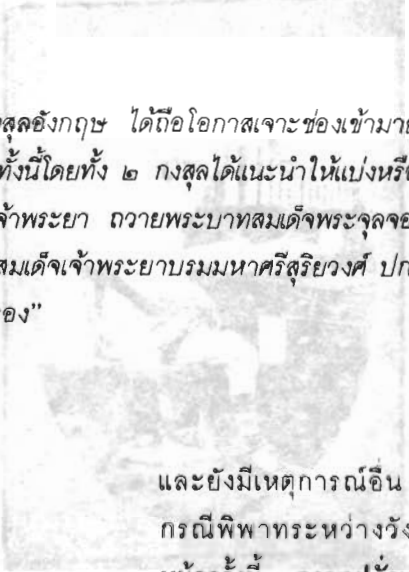 สุลอังกฤษ ได้ถือโอกาสเจาะช่องเข้ามา
ทั้งนี้โดยทั้ง ๒ กงสุลได้แนะนำให้แบ่ง
จ้าพระยา ถวายพระบาทสมเด็จพระจุลจอ
สมเด็จเจ้าพระยาบรมมหาศรีสุริยวงศ์ ปก
อง”
และยังมีเหตุการณ์อื่น
กรณีพิพาทระหว่างวัง